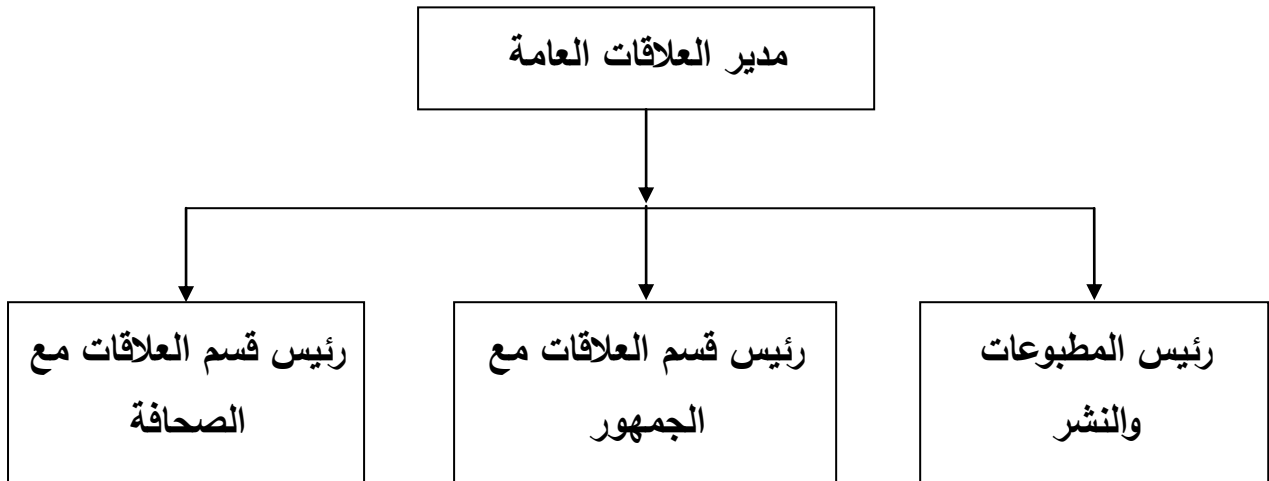 مدير العلاقات العامة
رئيس المطبوعات
والنشر
رئيس قسم العلاقات مع
الجمهور
رئيس قسم العلاقات مع
الصحافة